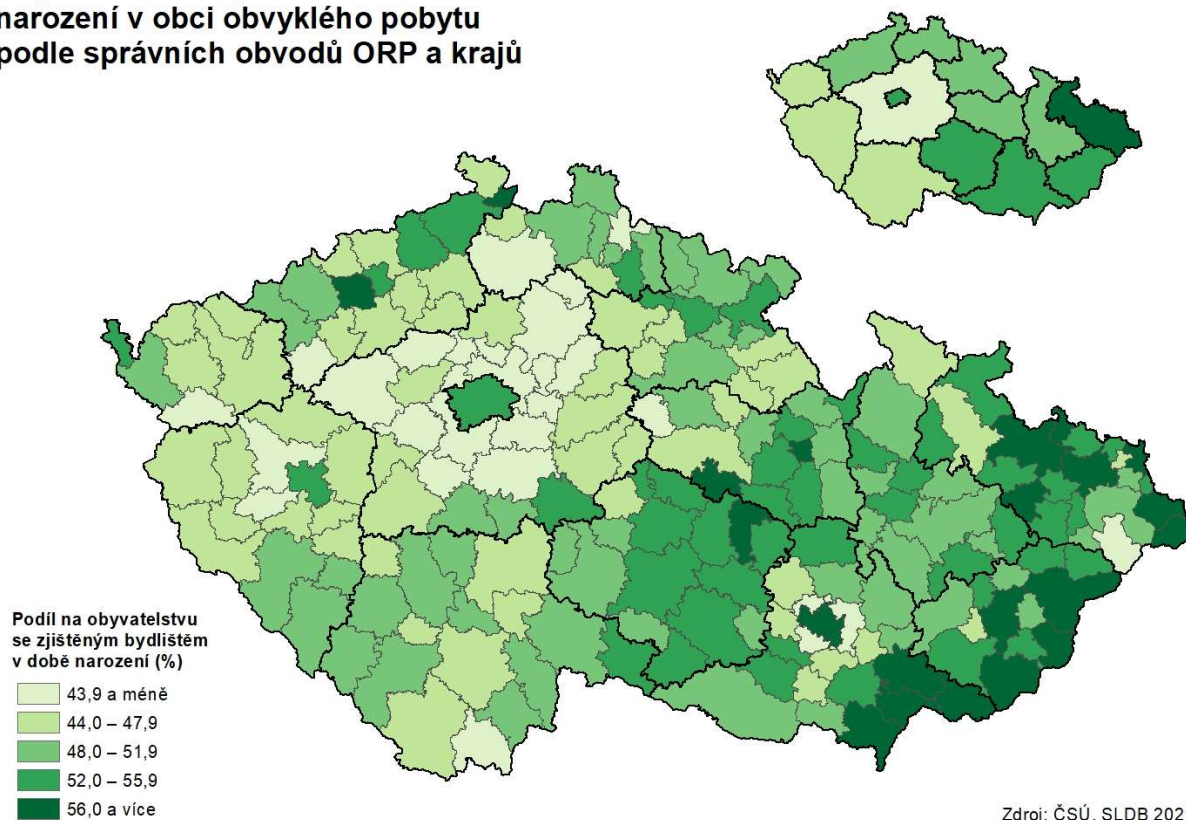 narození v obci obvyklého pobytu
podle správních obvodů ORP a krajů
Podíl na obyvatelstvu
se zjištěným bydlištěm
v době narození (%)
43,9 a méně
44,0 – 47,9
48,0 – 51,9
52,0 – 55,9
56,0 a více
Zdroj: ČSÚ, SLDB